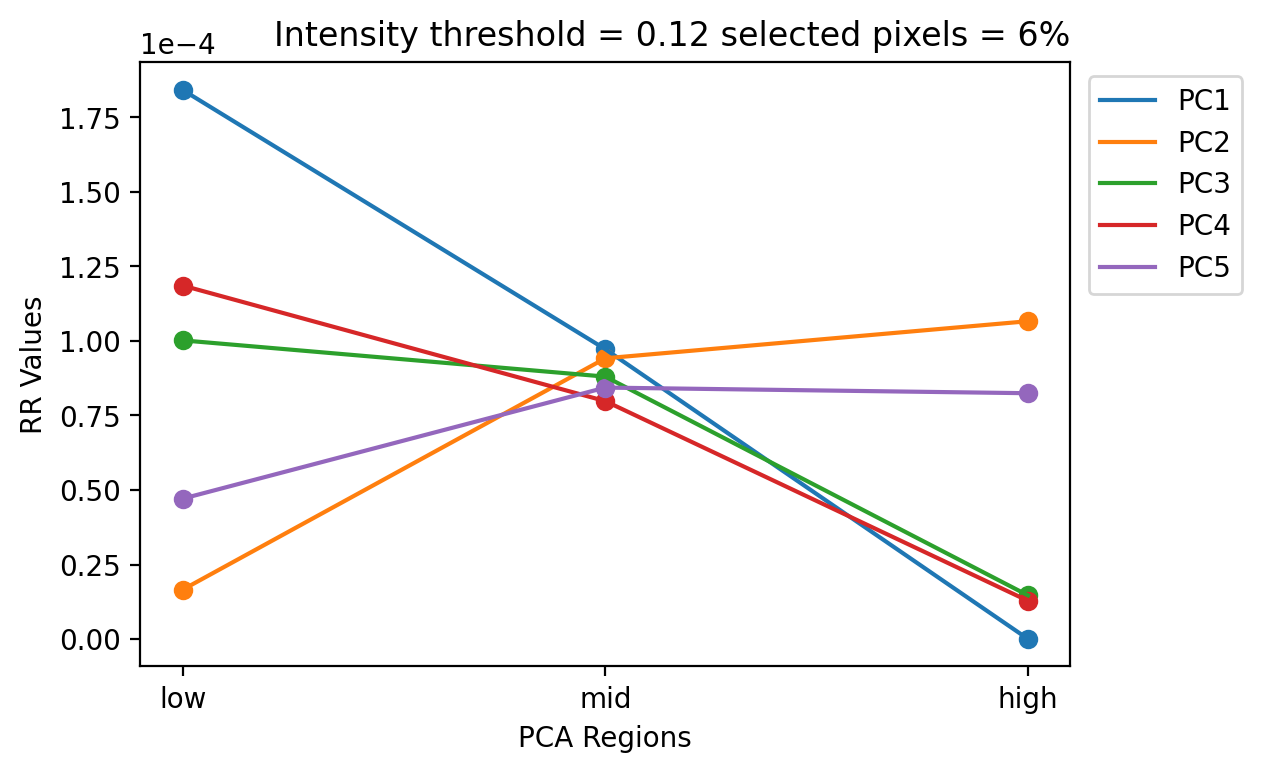 Intensity threshold = 0.12 selected pixels = 6%
1e−4
1.75
1.50
1.25
1.00
0.75
0.50
0.25
0.00
RR Values
low mid high
PCA Regions
PC1
PC2
PC3
PC4
PC5